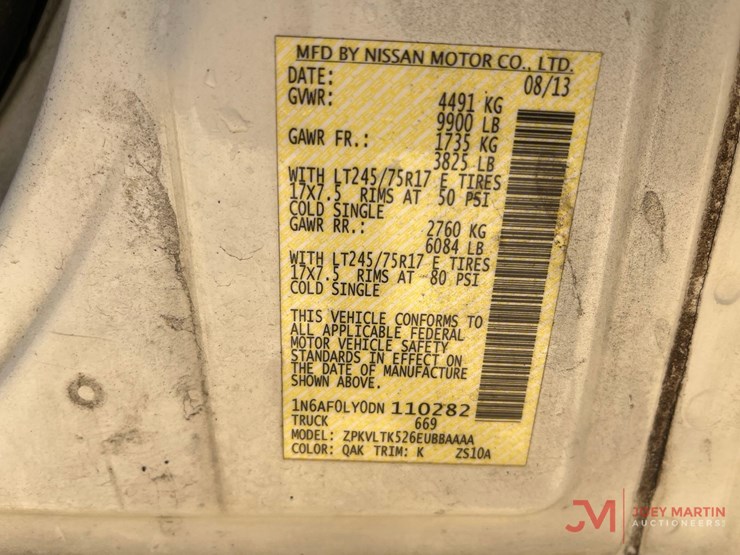 MFD BY NISSAN MOTOR CO., LTD.
DATE: 08/13
GVWR: 4491 KG
9900 LB
GAWR FR.: 1735 KG
3825 LB
WITH LT245/75R17 E TIRES
17X7.5 RIMS AT 50 PSI
COLD SINGLE
GAWR RR.: 2760 KG
6084 LB
WITH LT245/75R17 E TIRES
17X7.5 RIMS AT 80 PSI
COLD SINGLE
THIS VEHICLE CONFORMS TO
ALL APPLICABLE FEDERAL
MOTOR VEHICLE SAFETY
STANDARDS IN EFFECT ON
THE DATE OF MANUFACTURE
SHOWN ABOVE.
1N6AF0LY0DN 110282
TRUCK 669
MODEL: ZPKVLTK526EUBBAAAA
COLOR: QAK TRIM: K ZS10A
JM JOEY MARTIN
AUCTIONEERS!